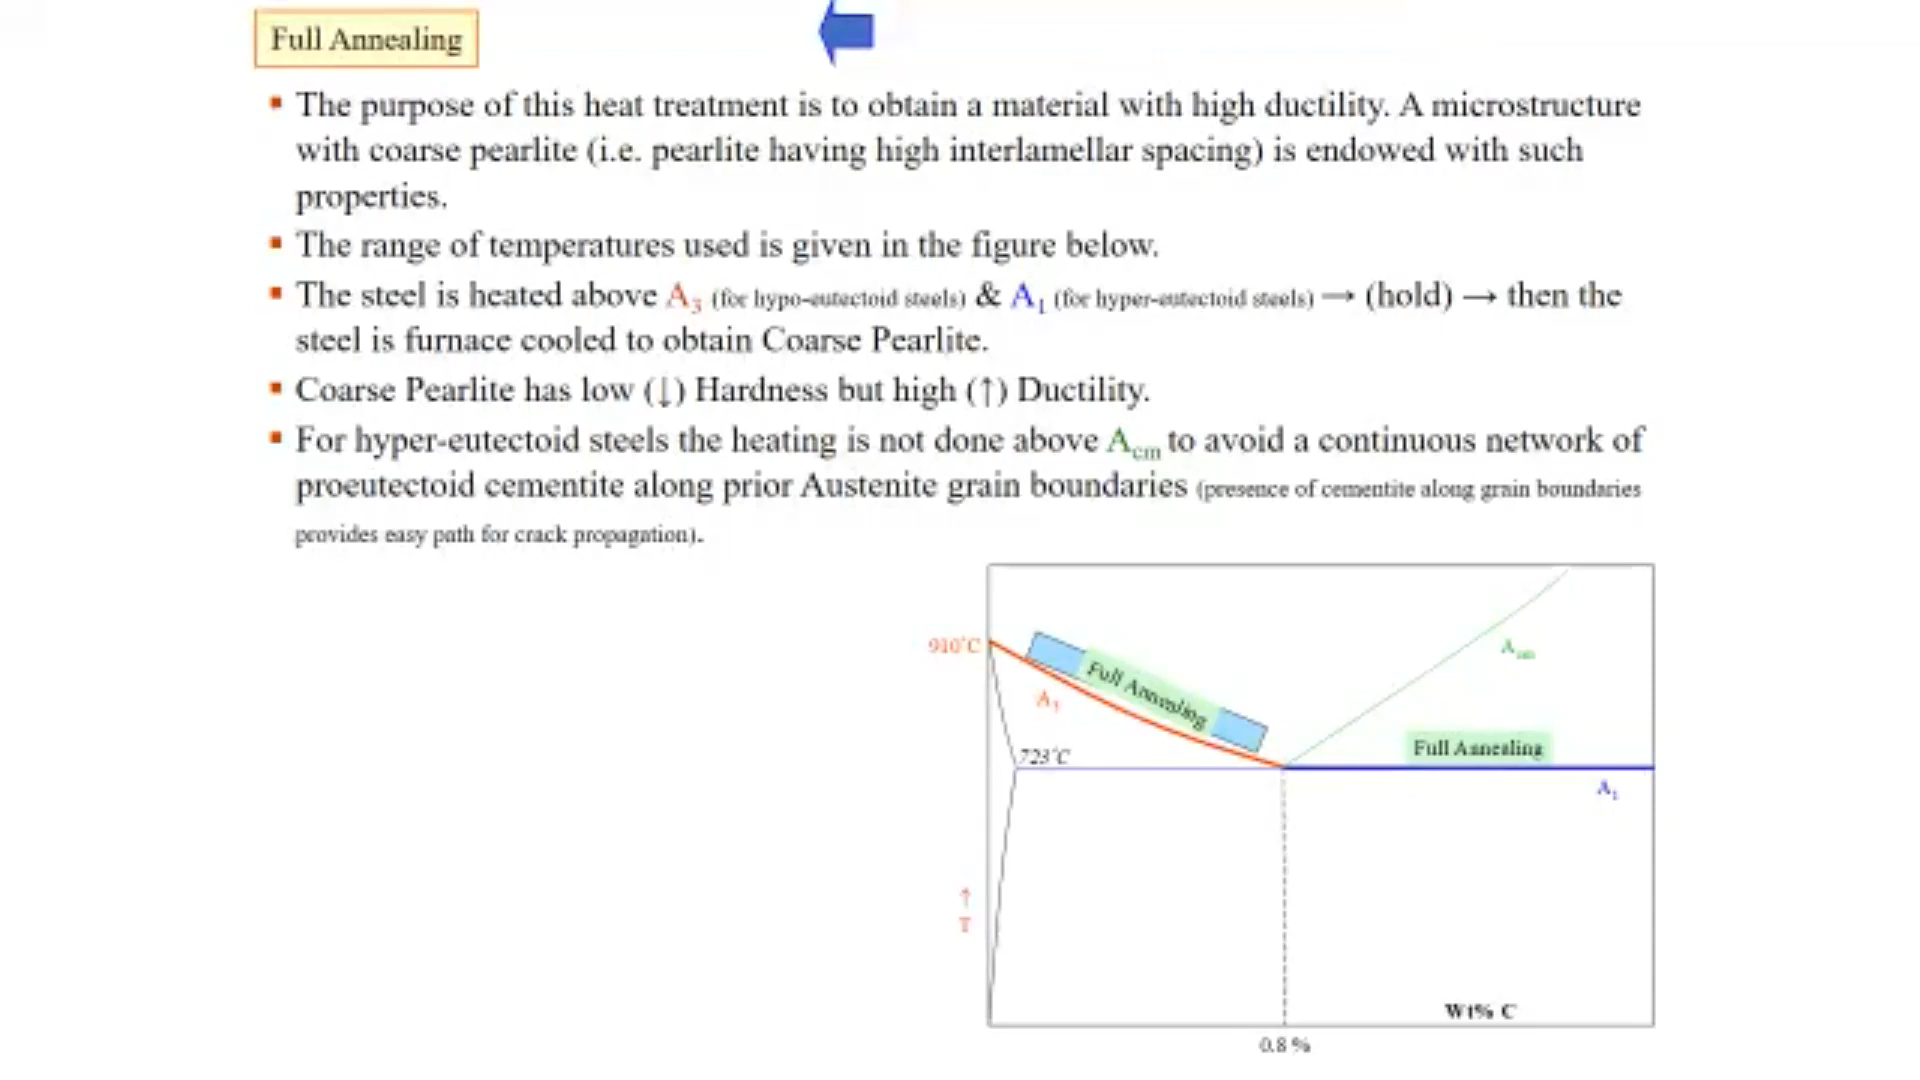 Full Annealing
▪ The purpose of this heat treatment is to obtain a material with high ductility. A microstructure
with coarse pearlite (i.e. pearlite having high interlamellar spacing) is endowed with such
properties.
▪ The range of temperatures used is given in the figure below.
▪ The steel is heated above A₃ (for hypo-eutectoid steels) & A₁ (for hyper-eutectoid steels) → (hold) → then the
steel is furnace cooled to obtain Coarse Pearlite.
▪ Coarse Pearlite has low (↓) Hardness but high (↑) Ductility.
▪ For hyper-eutectoid steels the heating is not done above Acm to avoid a continuous network of
proeutectoid cementite along prior Austenite grain boundaries (presence of cementite along grain boundaries
provides easy path for crack propagation).
910˚C
Full Annealing
A₃
Acm
723˚C
Full Annealing
A₁
↑
T
Wt% C
0.8 %